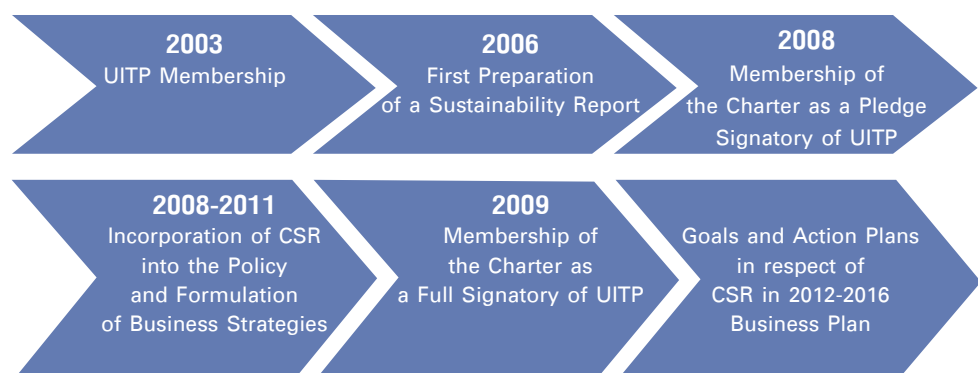 2003
UITP Membership
2006
First Preparation
of a Sustainability Report
2008
Membership of
the Charter as a Pledge
Signatory of UITP
2008-2011
Incorporation of CSR
into the Policy
and Formulation
of Business Strategies
2009
Membership of
the Charter as
a Full Signatory of UITP
Goals and Action Plans
in respect of
CSR in 2012-2016
Business Plan